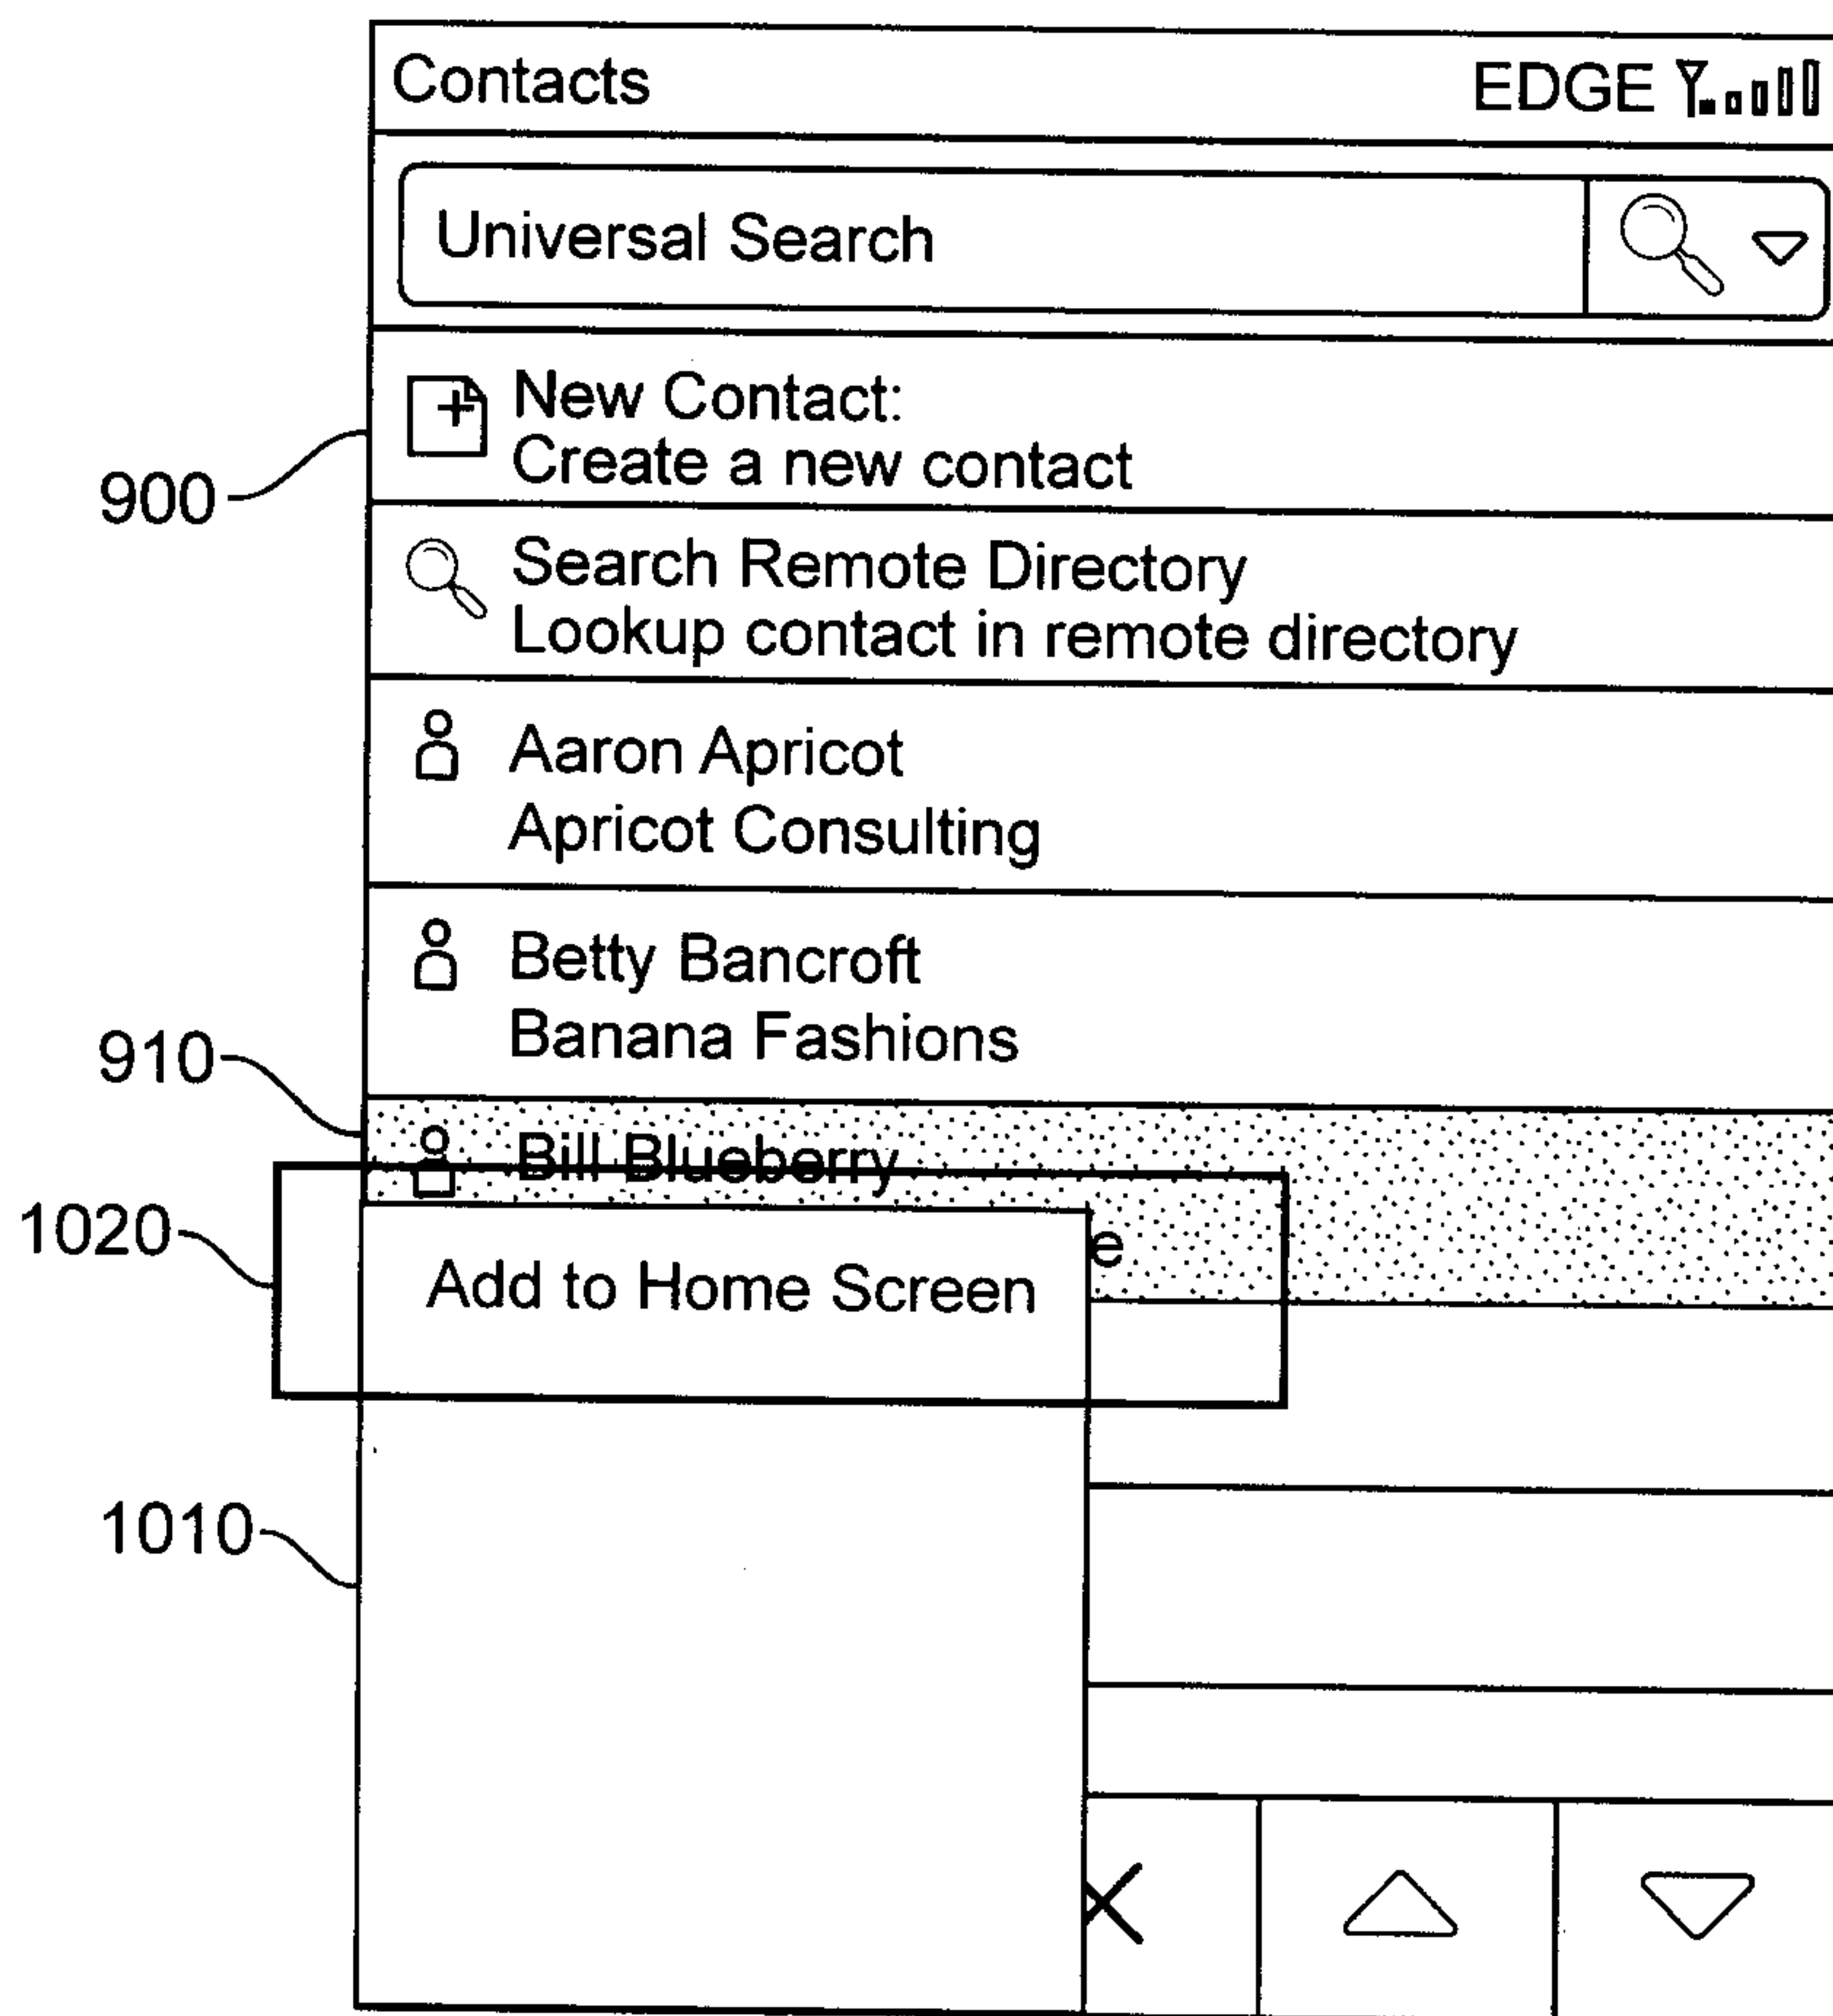 Contacts EDGE
Universal Search
New Contact:
Create a new contact
900
Search Remote Directory
Lookup contact in remote directory
Aaron Apricot
Apricot Consulting
Betty Bancroft
Banana Fashions
910
Bill Blueberry
1020
e
Add to Home Screen
1010